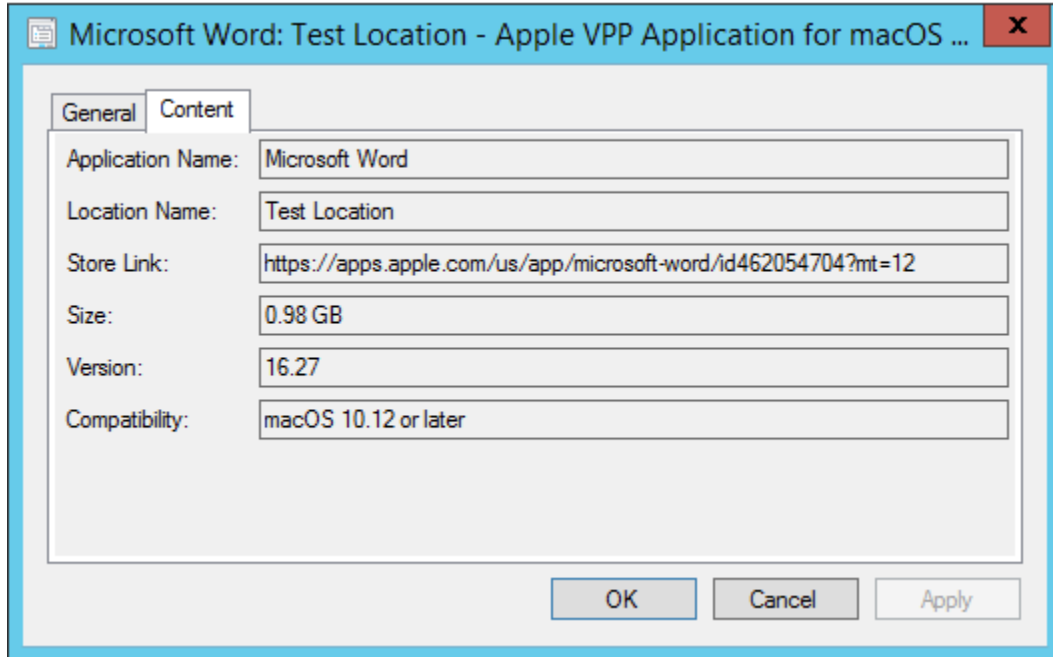 Microsoft Word: Test Location - Apple VPP Application for macOS ...
x
General Content
Application Name: Microsoft Word
Location Name: Test Location
Store Link: https://apps.apple.com/us/app/microsoft-word/id462054704?mt=12
Size: 0.98 GB
Version: 16.27
Compatibility: macOS 10.12 or later
OK Cancel Apply